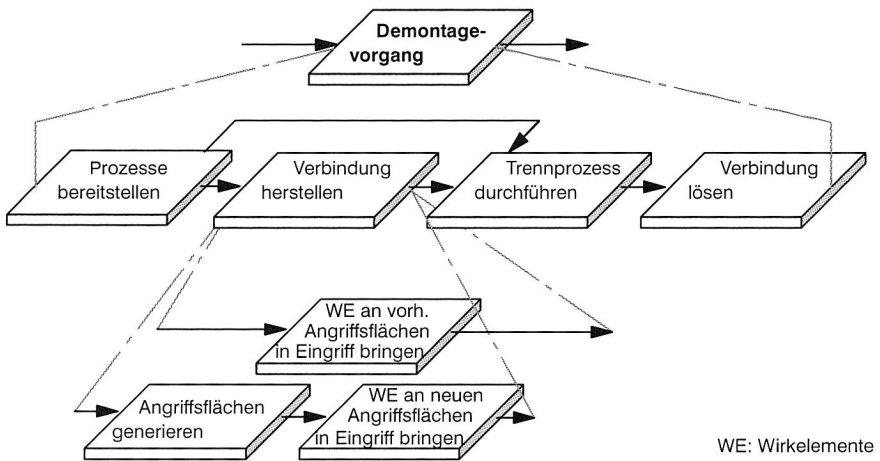 Demontage-
vorgang
Prozesse
bereitstellen
Verbindung
herstellen
Trennprozess
durchführen
Verbindung
lösen
WE an vorh.
Angriffsflächen
in Eingriff bringen
Angriffsflächen
generieren
WE an neuen
Angriffsflächen
in Eingriff bringen
WE: Wirkelemente